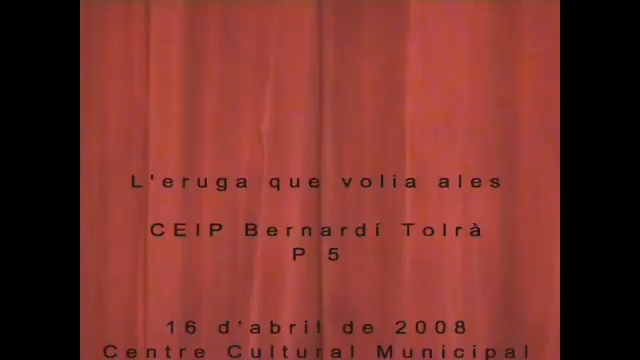 L'eruga que volia ales
CEIP Bernardí Tolrà
P 5
16 d'abril de 2008
Centre Cultural Municipal